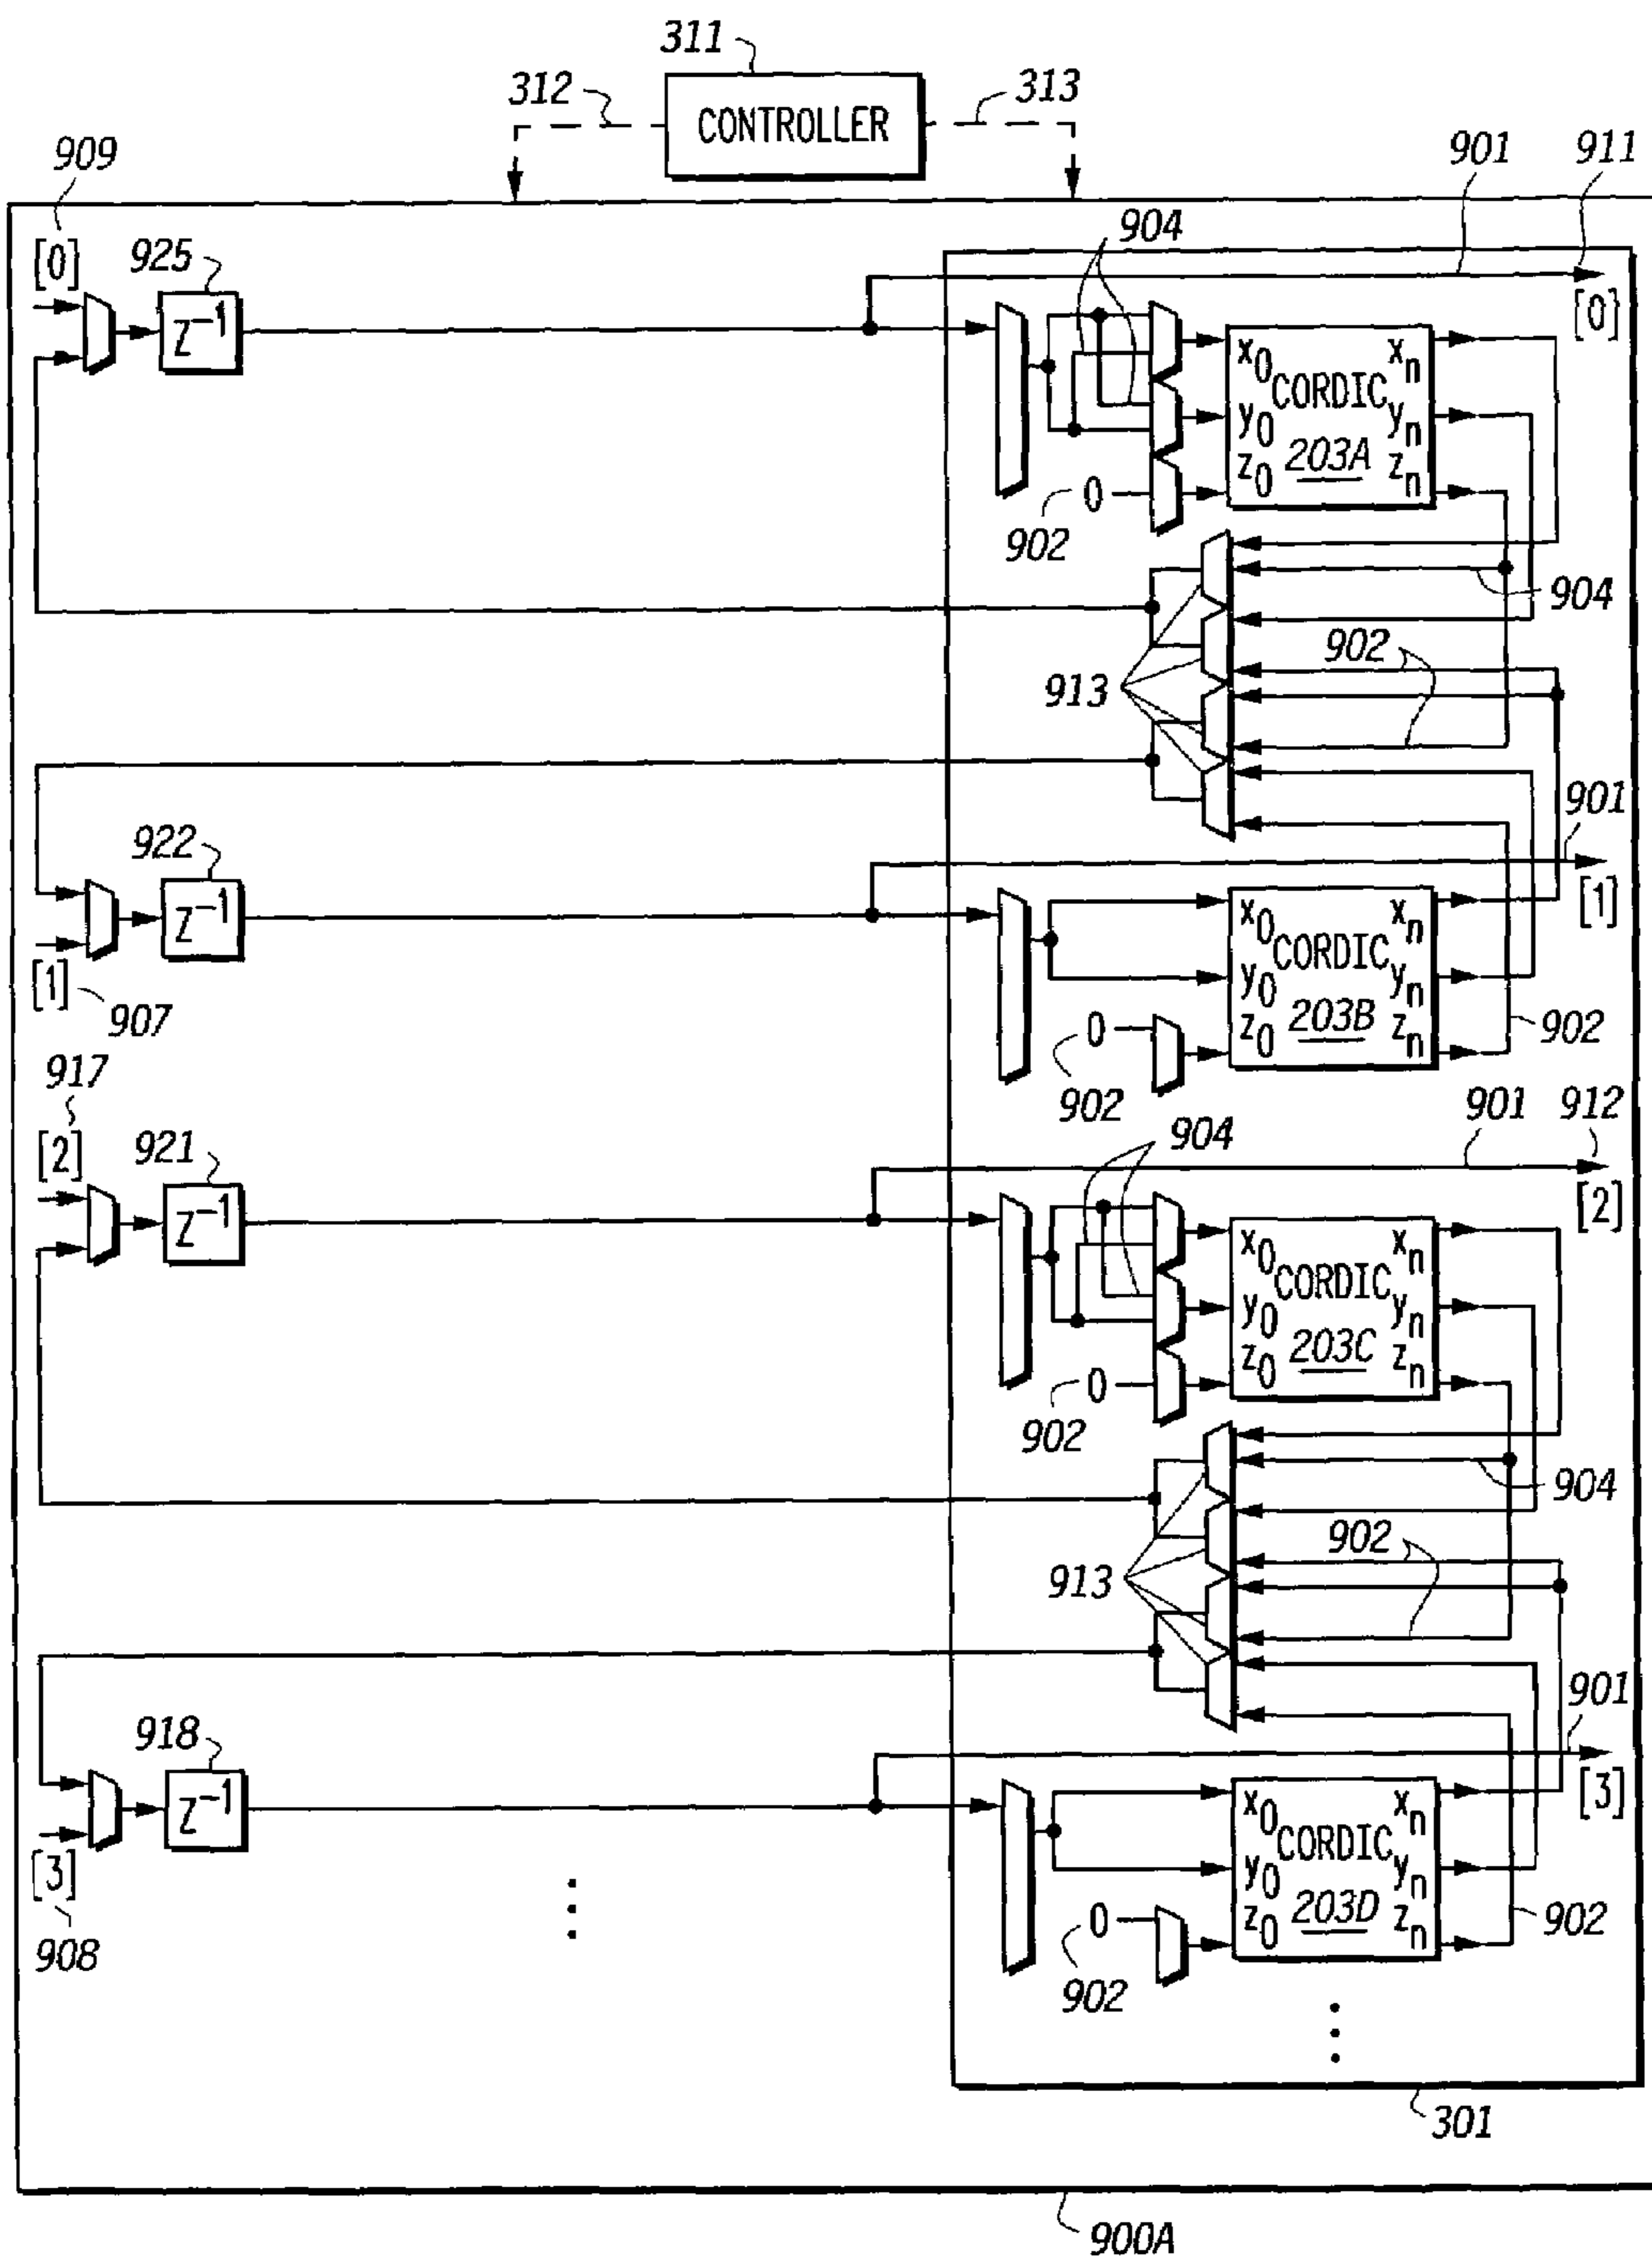 311
312
CONTROLLER
313
909
901
911
[0]
925
904
Z⁻¹
[0]
x0 xn
CORDIC
y0 yn
203A
z0 zn
0
902
904
902
913
901
922
Z⁻¹
[1]
x0 xn
CORDIC
y0 yn
203B
z0 zn
[1]
907
0
902
902
917
901
912
[2]
921
904
Z⁻¹
[2]
x0 xn
CORDIC
y0 yn
203C
z0 zn
0
902
904
902
913
901
918
Z⁻¹
[3]
x0 xn
CORDIC
y0 yn
203D
z0 zn
[3]
908
0
902
902
301
900A